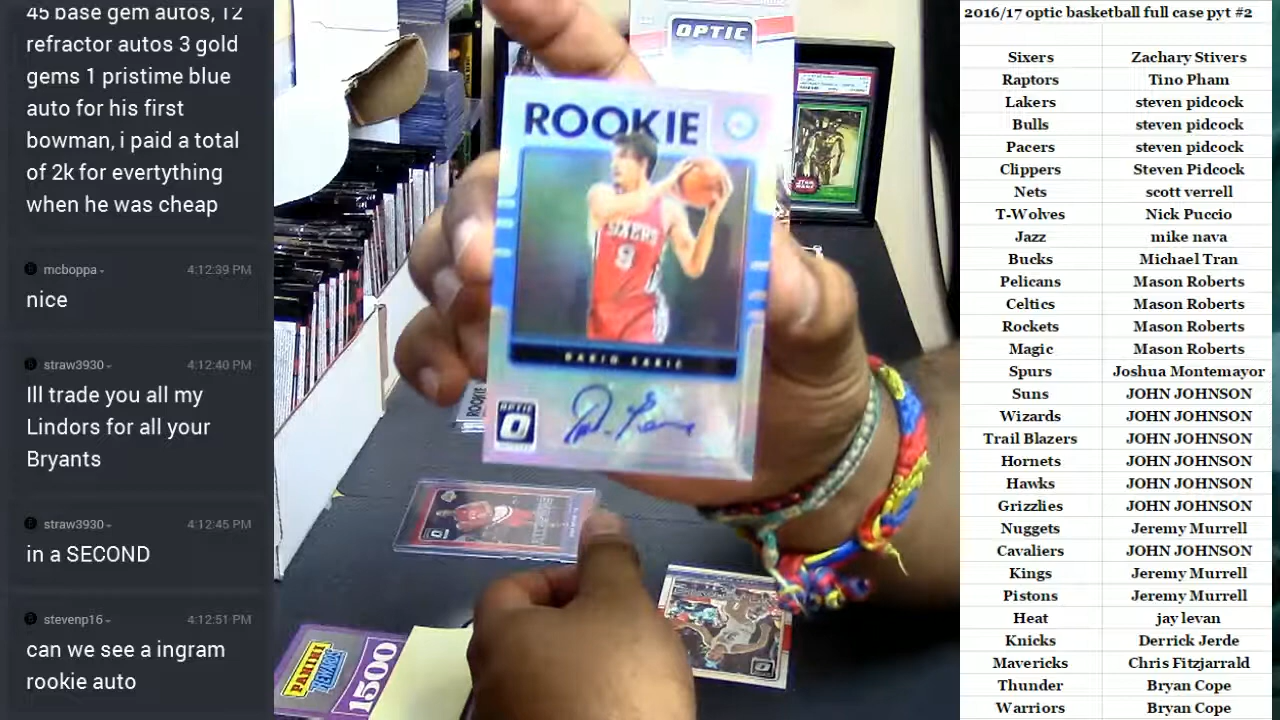 45 base gem autos, 12
refractor autos 3 gold
gems 1 pristime blue
auto for his first
bowman, i paid a total
of 2k for evertything
when he was cheap
mcboppa
4:12:39 PM
nice
straw3930
4:12:40 PM
Ill trade you all my
Lindors for all your
Bryants
straw3930
4:12:45 PM
in a SECOND
stevenp16
4:12:51 PM
can we see a ingram
rookie auto
OPTIC
ROOKIE
SIXERS
9
DARIO SARIC
OPTIC
ROOKIE
STAR WARS
PANINI
REWARDS
1500
2016/17 optic basketball full case pyt #2
Sixers Zachary Stivers
Raptors Tino Pham
Lakers steven pidcock
Bulls steven pidcock
Pacers steven pidcock
Clippers Steven Pidcock
Nets scott verrell
T-Wolves Nick Puccio
Jazz mike nava
Bucks Michael Tran
Pelicans Mason Roberts
Celtics Mason Roberts
Rockets Mason Roberts
Magic Mason Roberts
Spurs Joshua Montemayor
Suns JOHN JOHNSON
Wizards JOHN JOHNSON
Trail Blazers JOHN JOHNSON
Hornets JOHN JOHNSON
Hawks JOHN JOHNSON
Grizzlies JOHN JOHNSON
Nuggets Jeremy Murrell
Cavaliers JOHN JOHNSON
Kings Jeremy Murrell
Pistons Jeremy Murrell
Heat jay levan
Knicks Derrick Jerde
Mavericks Chris Fitzjarrald
Thunder Bryan Cope
Warriors Bryan Cope